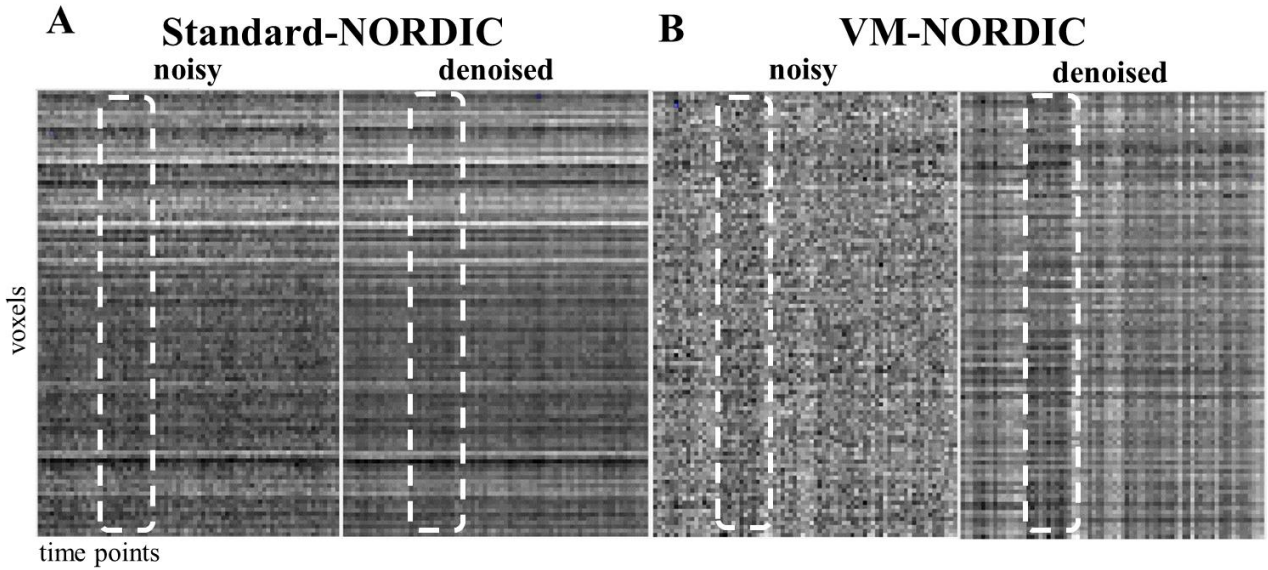 A
Standard-NORDIC
B
VM-NORDIC
noisy
denoised
noisy
denoised
voxels
time points